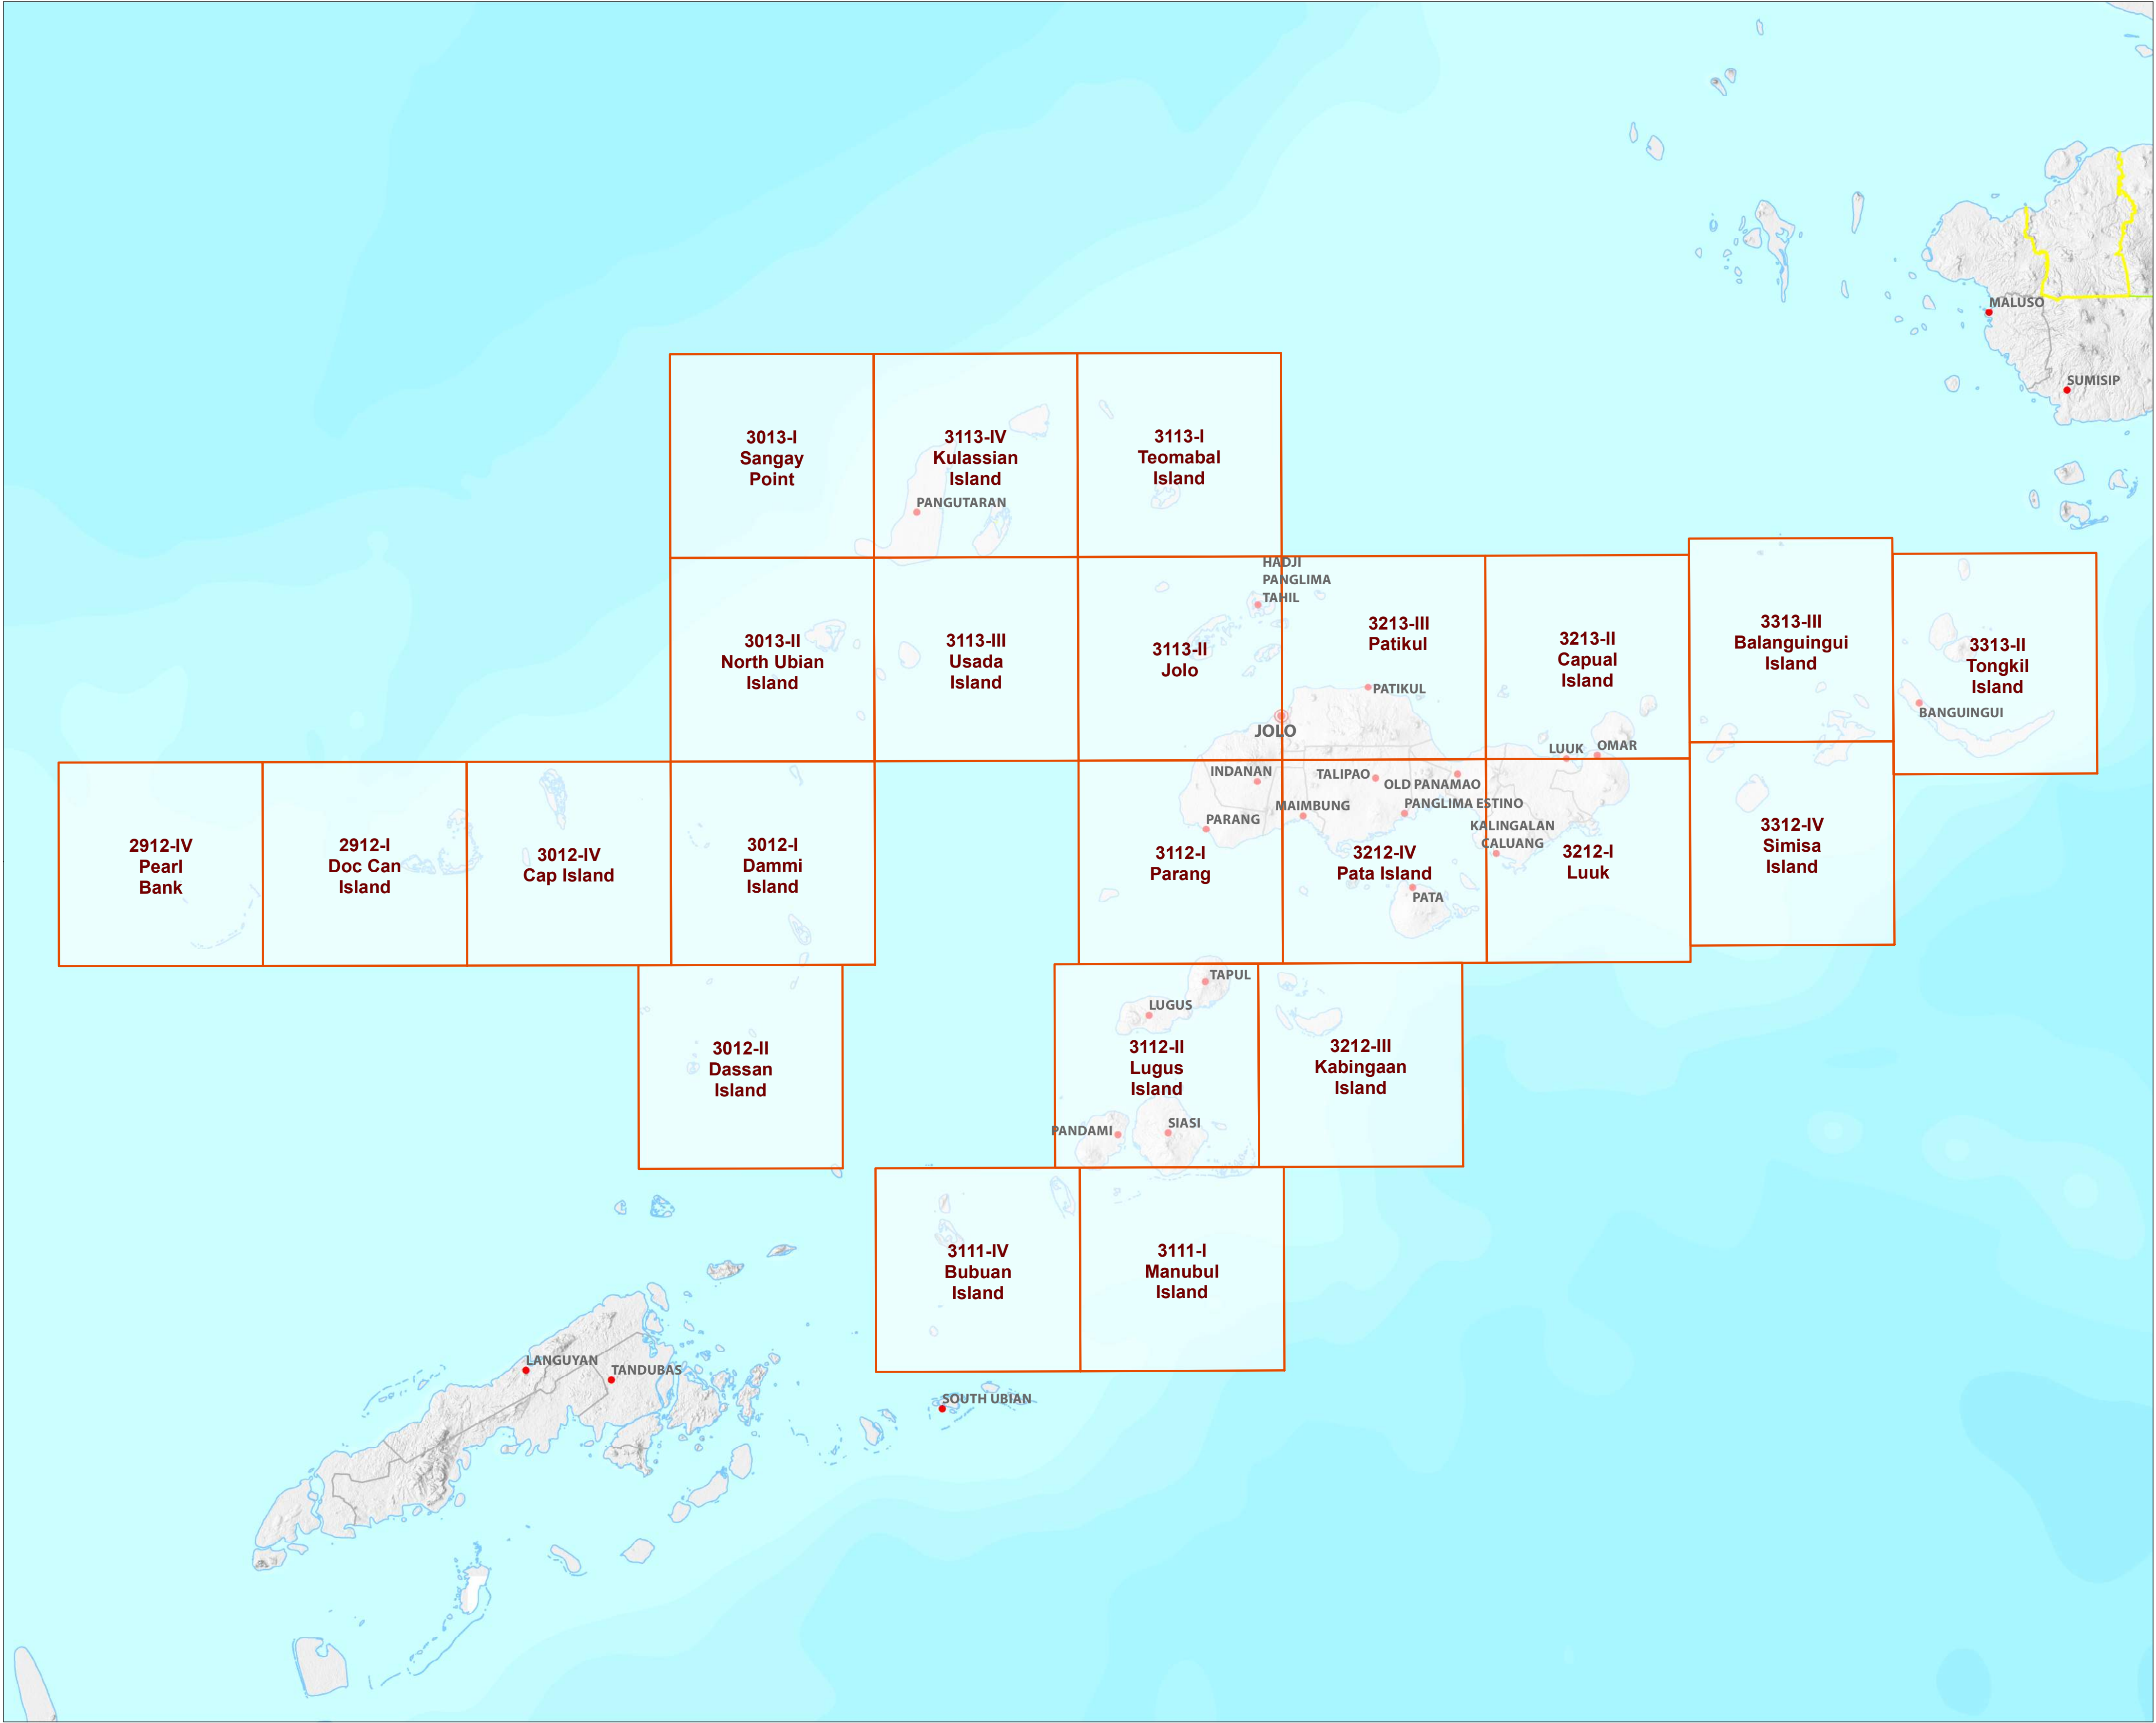 MALUSO
SUMISIP
3013-I
Sangay
Point
3113-IV
Kulassian
Island
PANGUTARAN
3113-I
Teomabal
Island
HADJI
PANGLIMA
TAHIL
3013-II
North Ubian
Island
3113-III
Usada
Island
3113-II
Jolo
3213-III
Patikul
PATIKUL
JOLO
3213-II
Capual
Island
LUUK
OMAR
3313-III
Balanguingui
Island
3313-II
Tongkil
Island
BANGUINGUI
2912-IV
Pearl
Bank
2912-I
Doc Can
Island
3012-IV
Cap Island
3012-I
Dammi
Island
INDANAN
PARANG
3112-I
Parang
TALIPAO
OLD PANAMAO
MAIMBUNG
PANGLIMA ESTINO
KALINGALAN
CALUANG
3212-IV
Pata Island
PATA
3212-I
Luuk
3312-IV
Simisa
Island
3012-II
Dassan
Island
TAPUL
LUGUS
3112-II
Lugus
Island
PANDAMI
SIASI
3212-III
Kabingaan
Island
3111-IV
Bubuan
Island
3111-I
Manubul
Island
LANGUYAN
TANDUBAS
SOUTH UBIAN